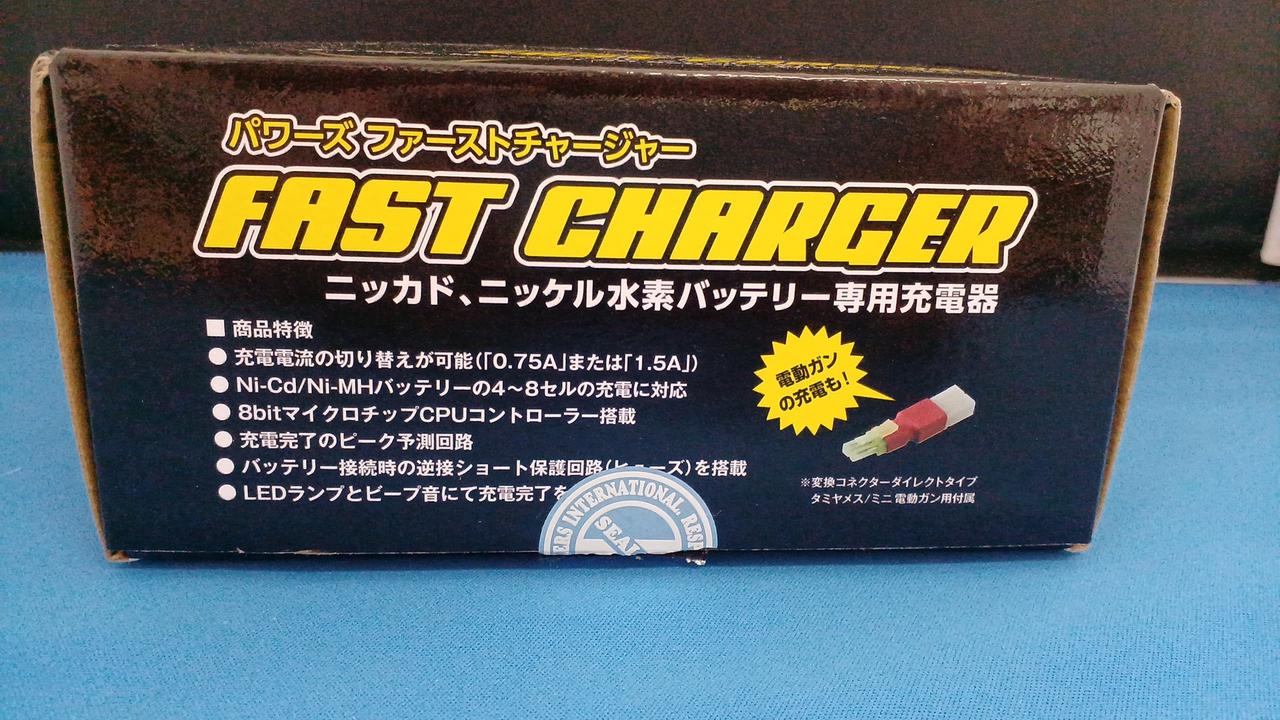 パワーズ ファーストチャージャー
FAST CHARGER
ニッカド、ニッケル水素バッテリー専用充電器
■ 商品特徴
● 充電電流の切り替えが可能(「0.75A」または「1.5A」)
● Ni-Cd/Ni-MHバッテリーの4～8セルの充電に対応
● 8bitマイクロチップCPUコントローラー搭載
● 充電完了のピーク予測回路
● バッテリー接続時の逆接ショート保護回路(ヒューズ)を搭載
● LEDランプとビープ音にて充電完了を
電動ガン
の充電も!
※変換コネクターダイレクトタイプ
タミヤメス/ミニ電動ガン用付属
INTERNATIONAL
SEAL